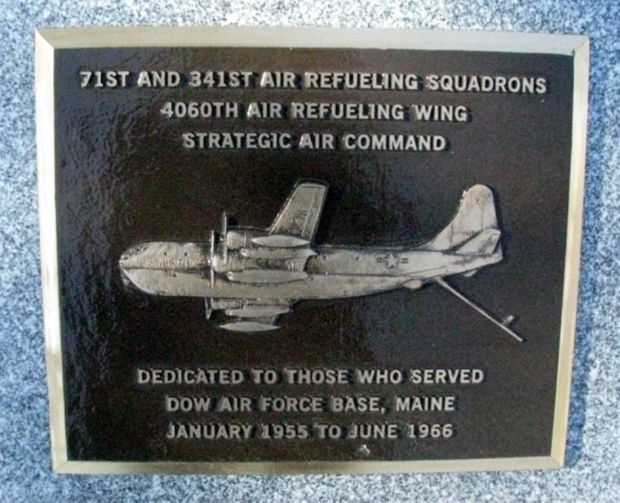 71ST AND 341ST AIR REFUELING SQUADRONS
4060TH AIR REFUELING WING
STRATEGIC AIR COMMAND
DEDICATED TO THOSE WHO SERVED
DOW AIR FORCE BASE, MAINE
JANUARY 1955 TO JUNE 1966